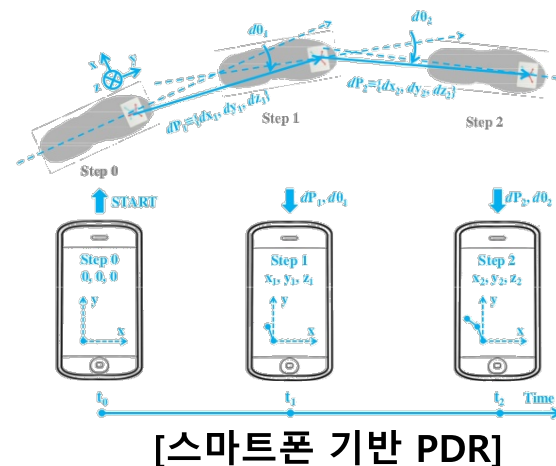 dθ₁
dθ₂
x
y
z
dP₁={dx₁, dy₁, dz₁}
dP₂={dx₂, dy₂, dz₂}
Step 0
Step 1
Step 2
START
dP₁, dθ₁
dP₂, dθ₂
Step 0
0, 0, 0
y
x
Step 1
x₁, y₁, z₁
y
x
Step 2
x₂, y₂, z₂
y
x
t₀
t₁
t₂
Time
[스마트폰 기반 PDR]